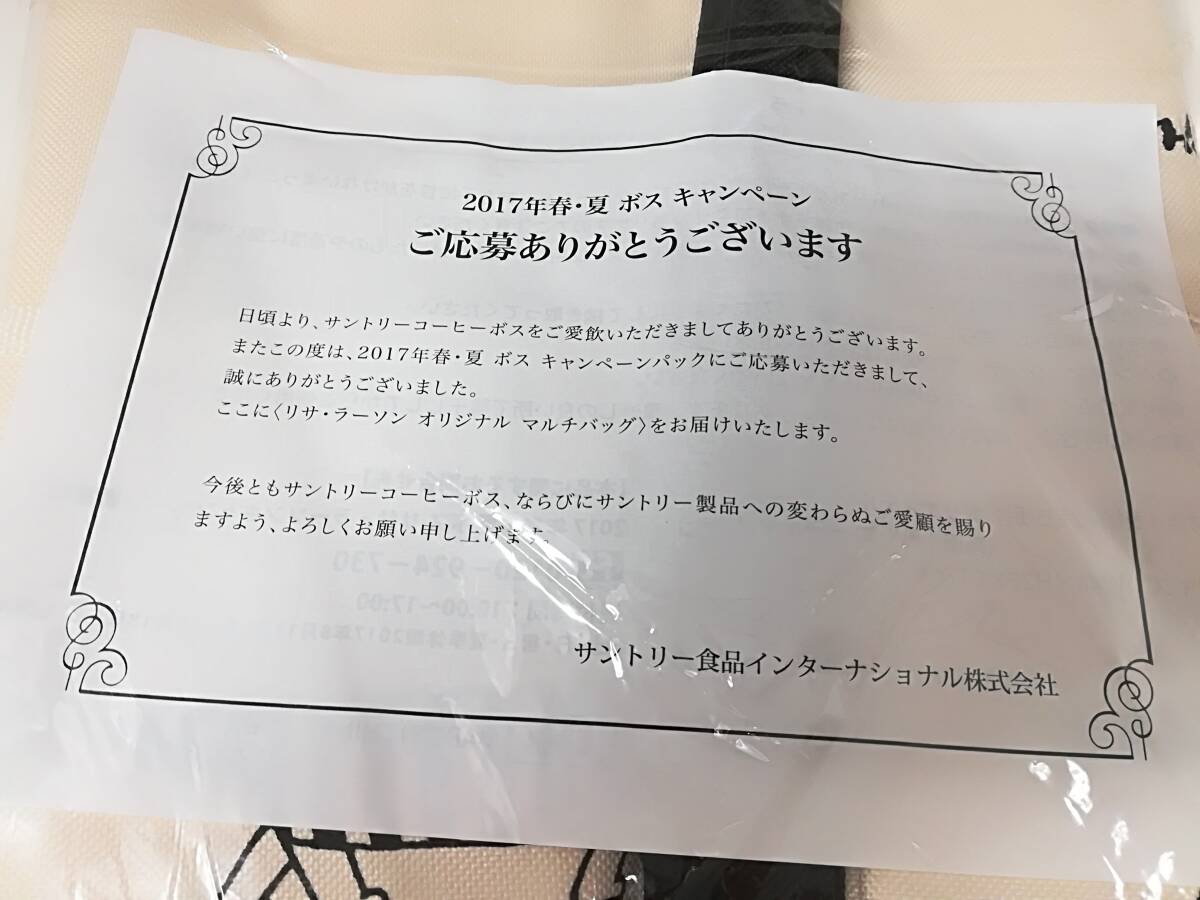 2017年春・夏 ボス キャンペーン
ご応募ありがとうございます
日頃より、サントリーコーヒーボスをご愛飲いただきましてありがとうございます。
またこの度は、2017年春・夏 ボス キャンペーンパックにご応募いただきまして、
誠にありがとうございました。
ここに〈リサ・ラーソン オリジナル マルチバッグ〉をお届けいたします。
今後ともサントリーコーヒーボス、ならびにサントリー製品への変わらぬご愛顧を賜り
ますよう、よろしくお願い申し上げます。
サントリー食品インターナショナル株式会社